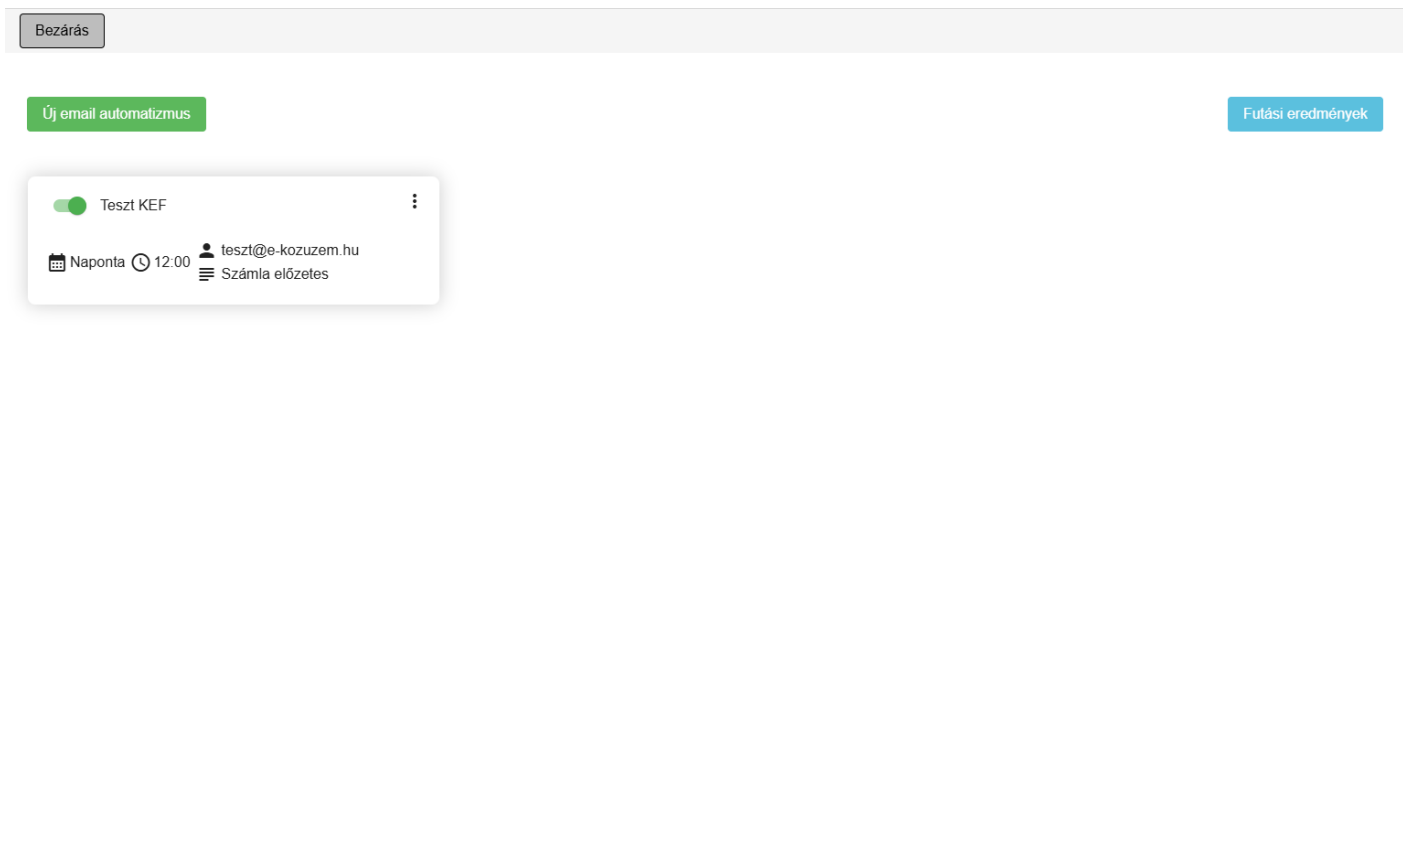 Bezárás
Új email automatizmus
Futási eredmények
Teszt KEF
Naponta 12:00
teszt@e-kozuzem.hu
Számla előzetes